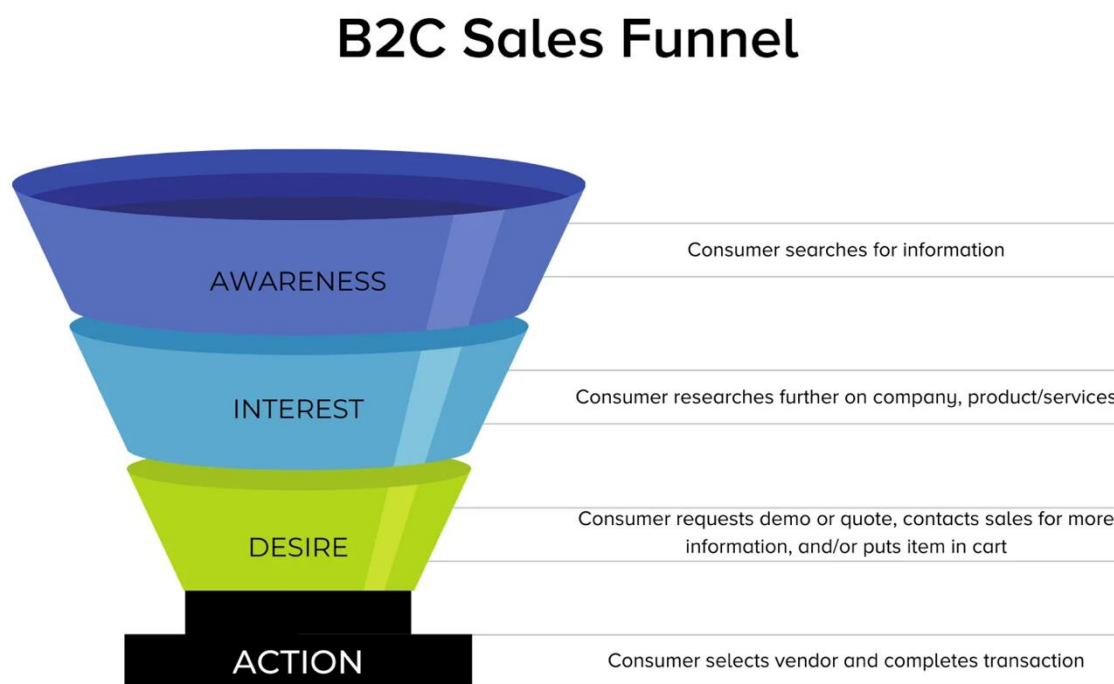 B2C Sales Funnel
AWARENESS
Consumer searches for information
INTEREST
Consumer researches further on company, product/services
DESIRE
Consumer requests demo or quote, contacts sales for more
information, and/or puts item in cart
ACTION
Consumer selects vendor and completes transaction